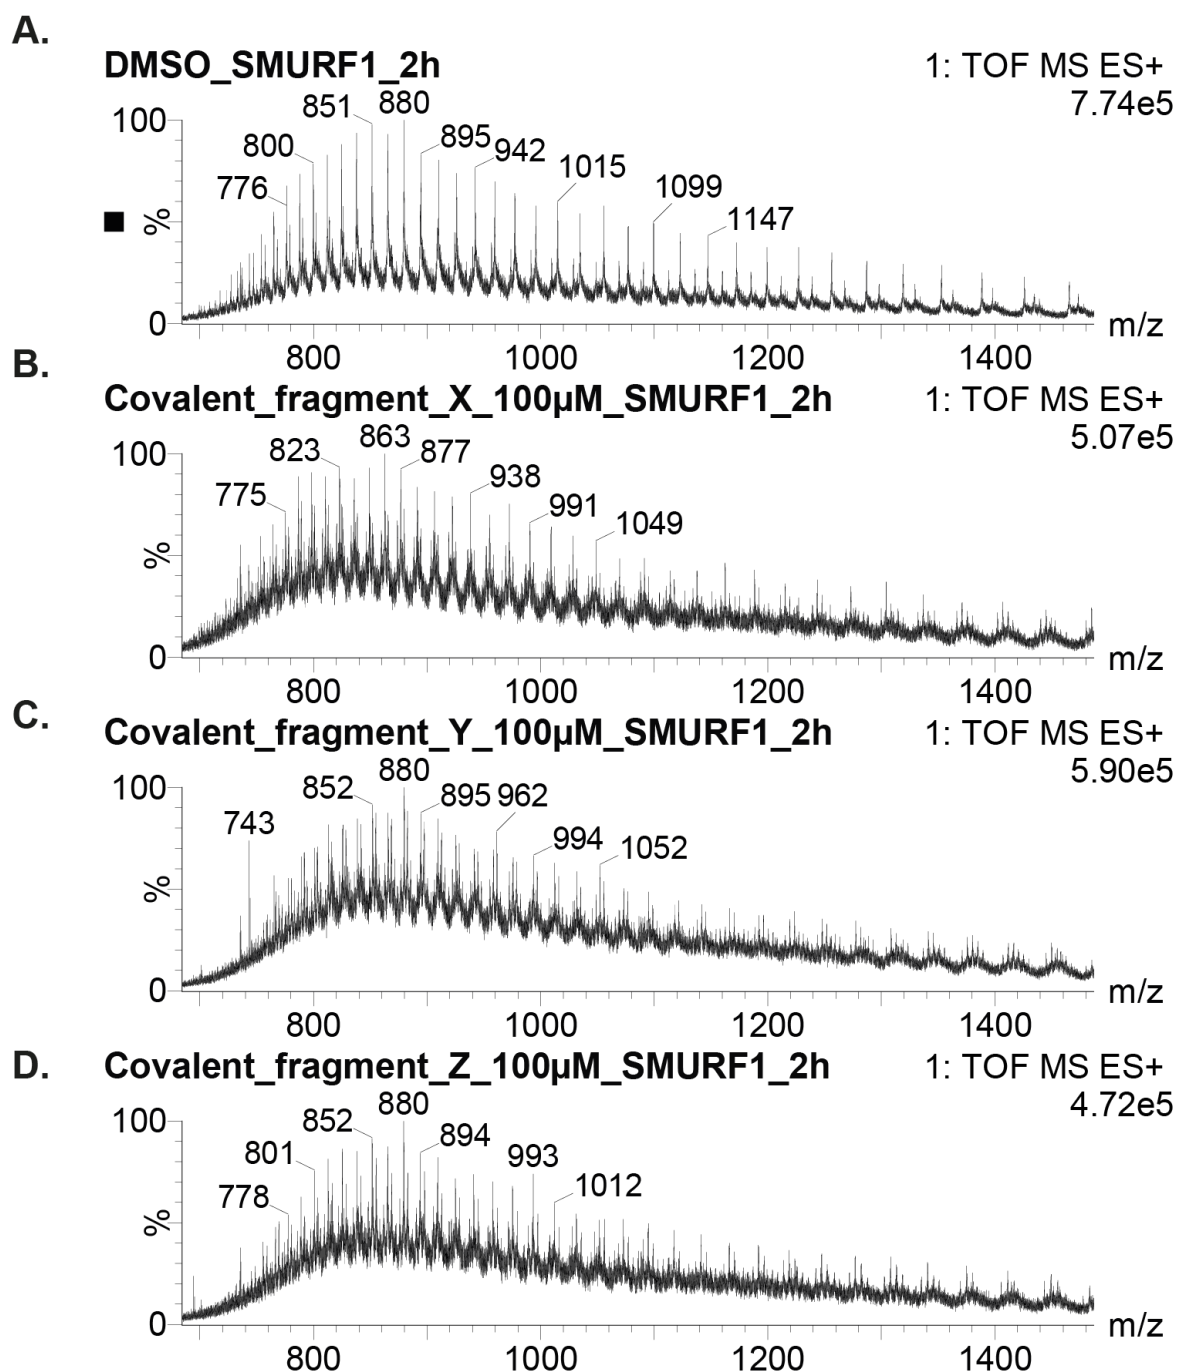 A.
DMSO_SMURF1_2h
1: TOF MS ES+
7.74e5
100
%
0
776
800
851
880
895
942
1015
1099
1147
800
1000
1200
1400
m/z
B.
Covalent_fragment_X_100µM_SMURF1_2h
1: TOF MS ES+
5.07e5
100
%
0
775
823
863
877
938
991
1049
800
1000
1200
1400
m/z
C.
Covalent_fragment_Y_100µM_SMURF1_2h
1: TOF MS ES+
5.90e5
100
%
0
743
852
880
895
962
994
1052
800
1000
1200
1400
m/z
D.
Covalent_fragment_Z_100µM_SMURF1_2h
1: TOF MS ES+
4.72e5
100
%
0
778
801
852
880
894
993
1012
800
1000
1200
1400
m/z